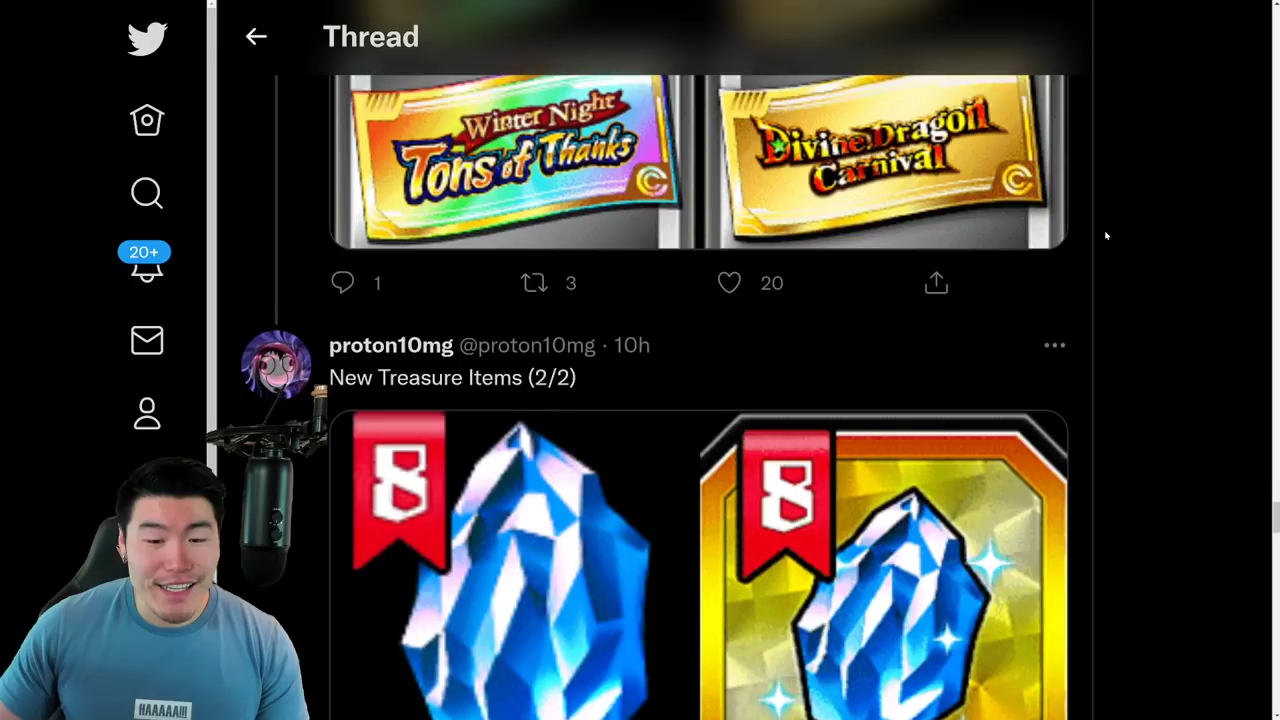 Thread
Winter Night
Tons of Thanks
C
Divine Dragon
Carnival
C
20+
1
3
20
proton10mg @proton10mg · 10h
New Treasure Items (2/2)
8
8
HAAAAA!!!